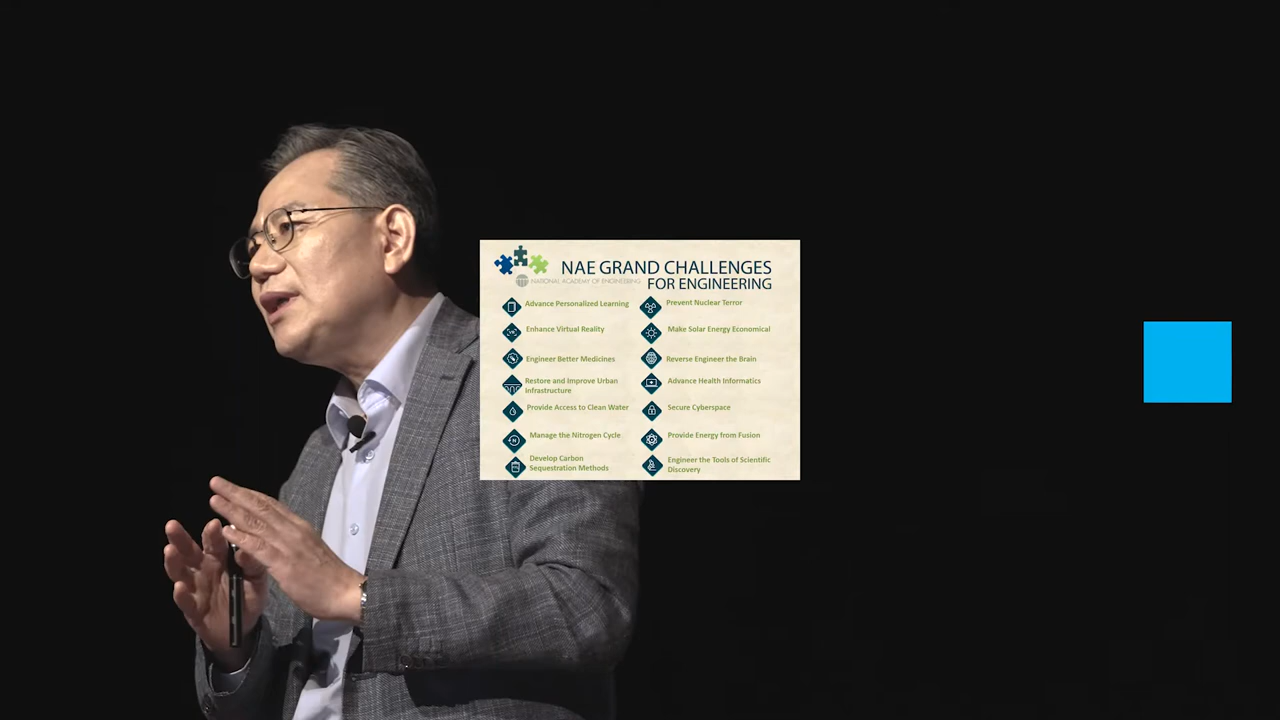 NAE GRAND CHALLENGES
NATIONAL ACADEMY OF ENGINEERING
FOR ENGINEERING
Advance Personalized Learning
Enhance Virtual Reality
Engineer Better Medicines
Restore and Improve Urban
Infrastructure
Provide Access to Clean Water
Manage the Nitrogen Cycle
Develop Carbon
Sequestration Methods
Prevent Nuclear Terror
Make Solar Energy Economical
Reverse Engineer the Brain
Advance Health Informatics
Secure Cyberspace
Provide Energy from Fusion
Engineer the Tools of Scientific
Discovery